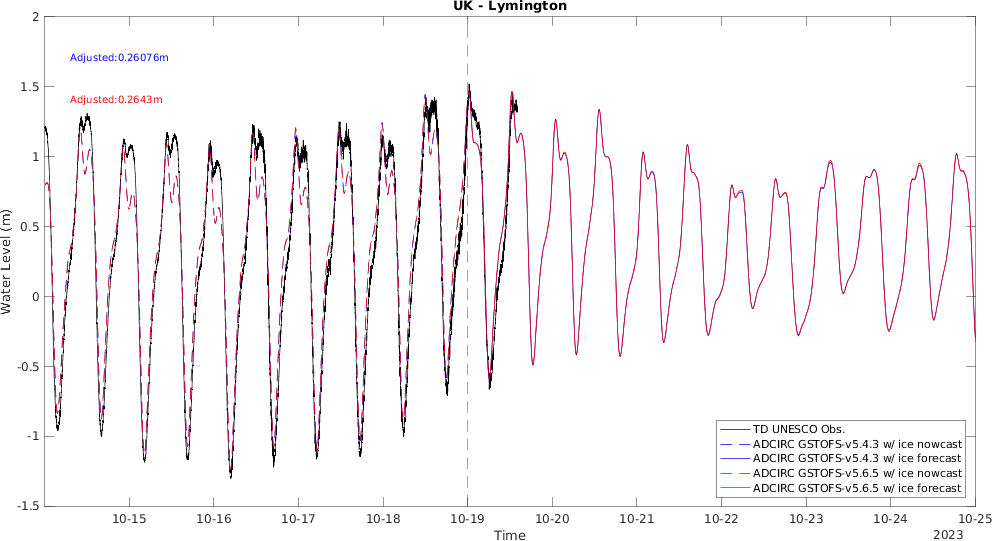 UK - Lymington
Adjusted:0.26076m
Adjusted:0.2643m
Water Level (m)
2
1.5
1
0.5
0
-0.5
-1
-1.5
TD UNESCO Obs.
ADCIRC GSTOFS-v5.4.3 w/ ice nowcast
ADCIRC GSTOFS-v5.4.3 w/ ice forecast
ADCIRC GSTOFS-v5.6.5 w/ ice nowcast
ADCIRC GSTOFS-v5.6.5 w/ ice forecast
10-15 10-16 10-17 10-18 10-19 10-20 10-21 10-22 10-23 10-24 10-25
Time
2023